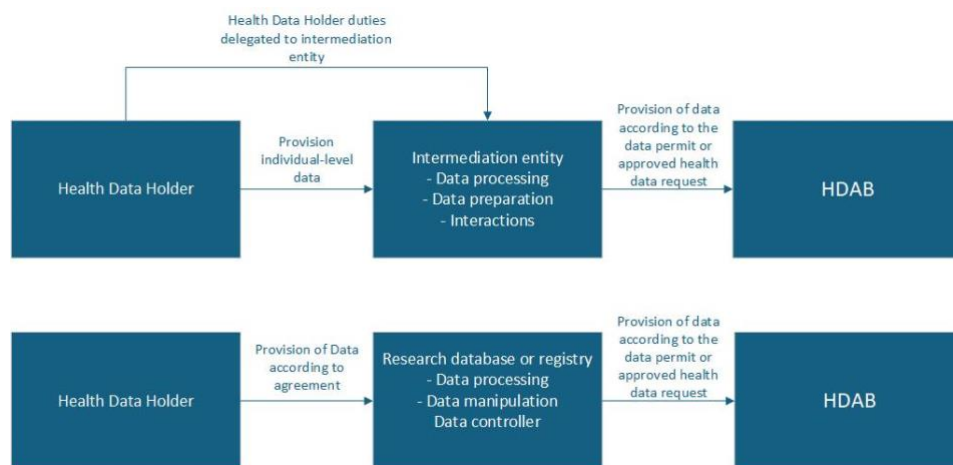 Health Data Holder duties
delegated to intermediation
entity
Health Data Holder
Provision
individual-level
data
Intermediation entity
- Data processing
- Data preparation
- Interactions
Provision of data
according to the
data permit or
approved health
data request
HDAB
Health Data Holder
Provision of Data
according to
agreement
Research database or registry
- Data processing
- Data manipulation
Data controller
Provision of data
according to the
data permit or
approved health
data request
HDAB